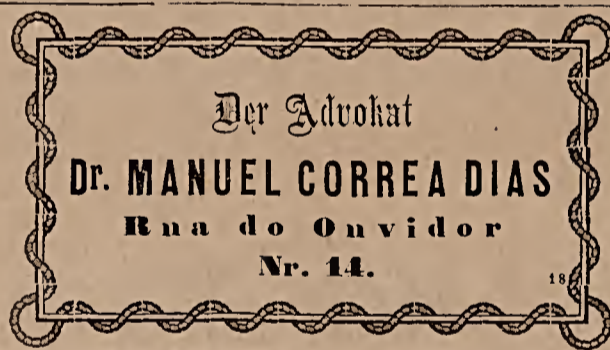 Der Advokat
Dr. MANUEL CORREA DIAS
Rna do Onvidor
Nr. 14.
18